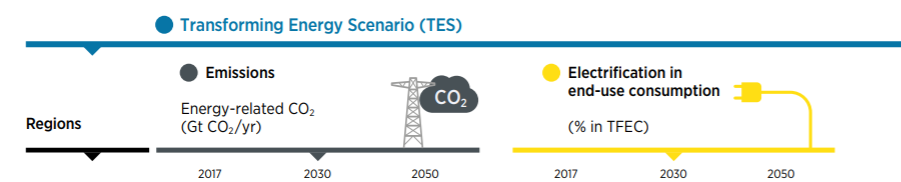 Transforming Energy Scenario (TES)
Emissions
Energy-related CO₂
(Gt CO₂/yr)
CO₂
Electrification in
end-use consumption
(% in TFEC)
Regions
2017 2030 2050 2017 2030 2050